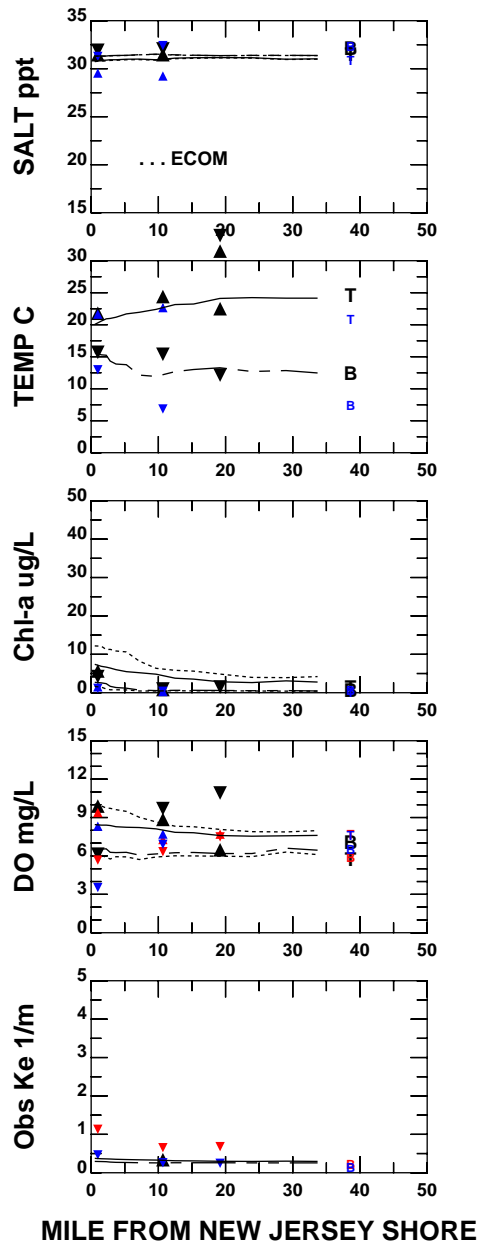 SALT ppt
35
30
25
20
15
. . . ECOM
B
B
T
0 10 20 30 40 50
TEMP C
30
25
20
15
10
5
0
T
T
B
B
0 10 20 30 40 50
Chl-a ug/L
50
40
30
20
10
0
T
B
0 10 20 30 40 50
DO mg/L
15
12
9
6
3
0
T
T
B
B
B
T
0 10 20 30 40 50
Obs Ke 1/m
5
4
3
2
1
0
B
B
0 10 20 30 40 50
MILE FROM NEW JERSEY SHORE